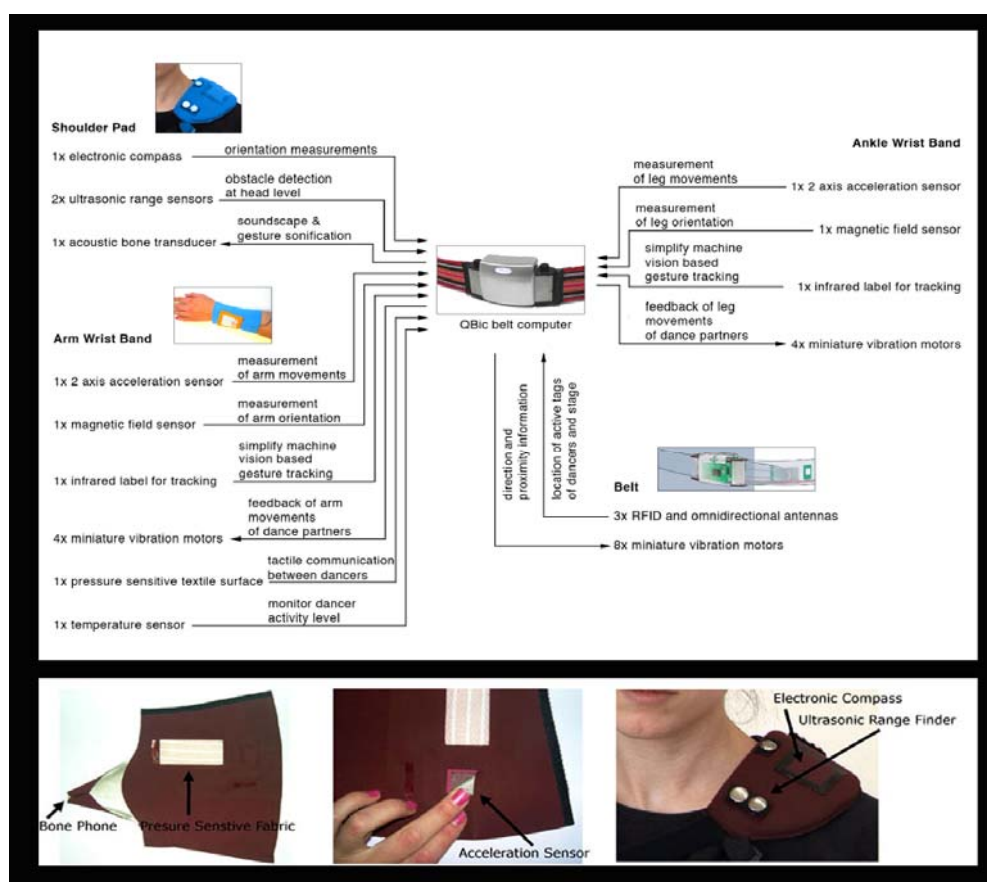 Shoulder Pad
1x electronic compass
orientation measurements
2x ultrasonic range sensors
obstacle detection
at head level
1x acoustic bone transducer
soundscape &
gesture sonification
Arm Wrist Band
1x 2 axis acceleration sensor
measurement
of arm movements
1x magnetic field sensor
measurement
of arm orientation
1x infrared label for tracking
simplify machine
vision based
gesture tracking
4x miniature vibration motors
feedback of arm
movements
of dance partners
1x pressure sensitive textile surface
tactile communication
between dancers
1x temperature sensor
monitor dancer
activity level
QBic belt computer
Ankle Wrist Band
measurement
of leg movements
1x 2 axis acceleration sensor
measurement
of leg orientation
1x magnetic field sensor
simplify machine
vision based
gesture tracking
1x infrared label for tracking
feedback of leg
movements
of dance partners
4x miniature vibration motors
direction and
proximity information
location of active tags
of dancers and stage
Belt
3x RFID and omnidirectional antennas
8x miniature vibration motors
Bone Phone
Presure Senstive Fabric
Acceleration Sensor
Electronic Compass
Ultrasonic Range Finder